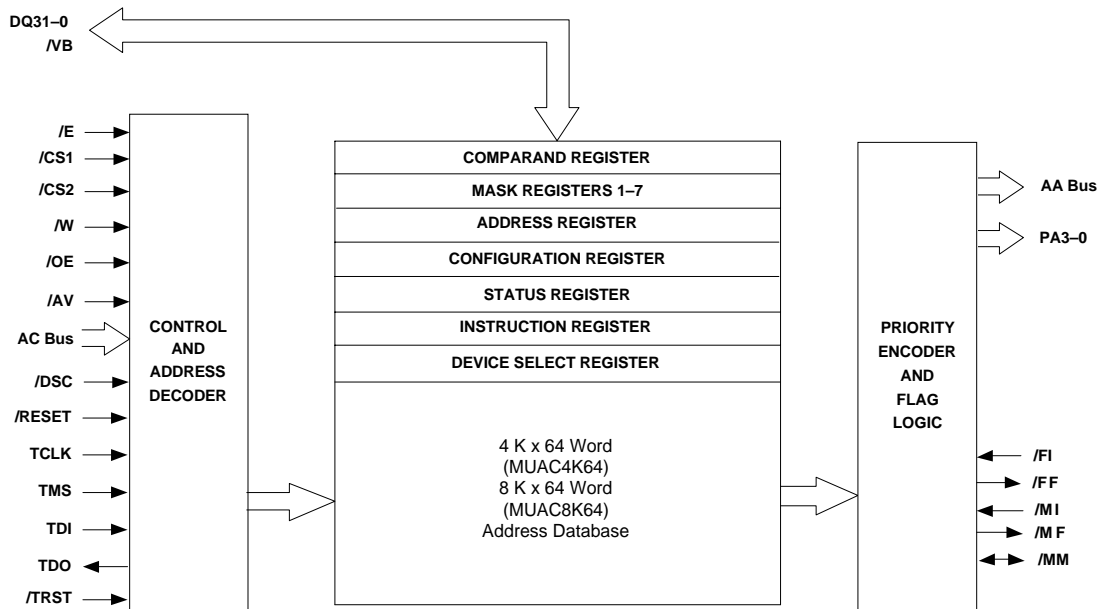 DQ31–0
/VB
/E
/CS1
/CS2
/W
/OE
/AV
AC Bus
/DSC
/RESET
TCLK
TMS
TDI
TDO
/TRST
CONTROL
AND
ADDRESS
DECODER
COMPARAND REGISTER
MASK REGISTERS 1–7
ADDRESS REGISTER
CONFIGURATION REGISTER
STATUS REGISTER
INSTRUCTION REGISTER
DEVICE SELECT REGISTER
4 K x 64 Word
(MUAC4K64)
8 K x 64 Word
(MUAC8K64)
Address Database
PRIORITY
ENCODER
AND
FLAG
LOGIC
AA Bus
PA3–0
/FI
/FF
/MI
/MF
/MM